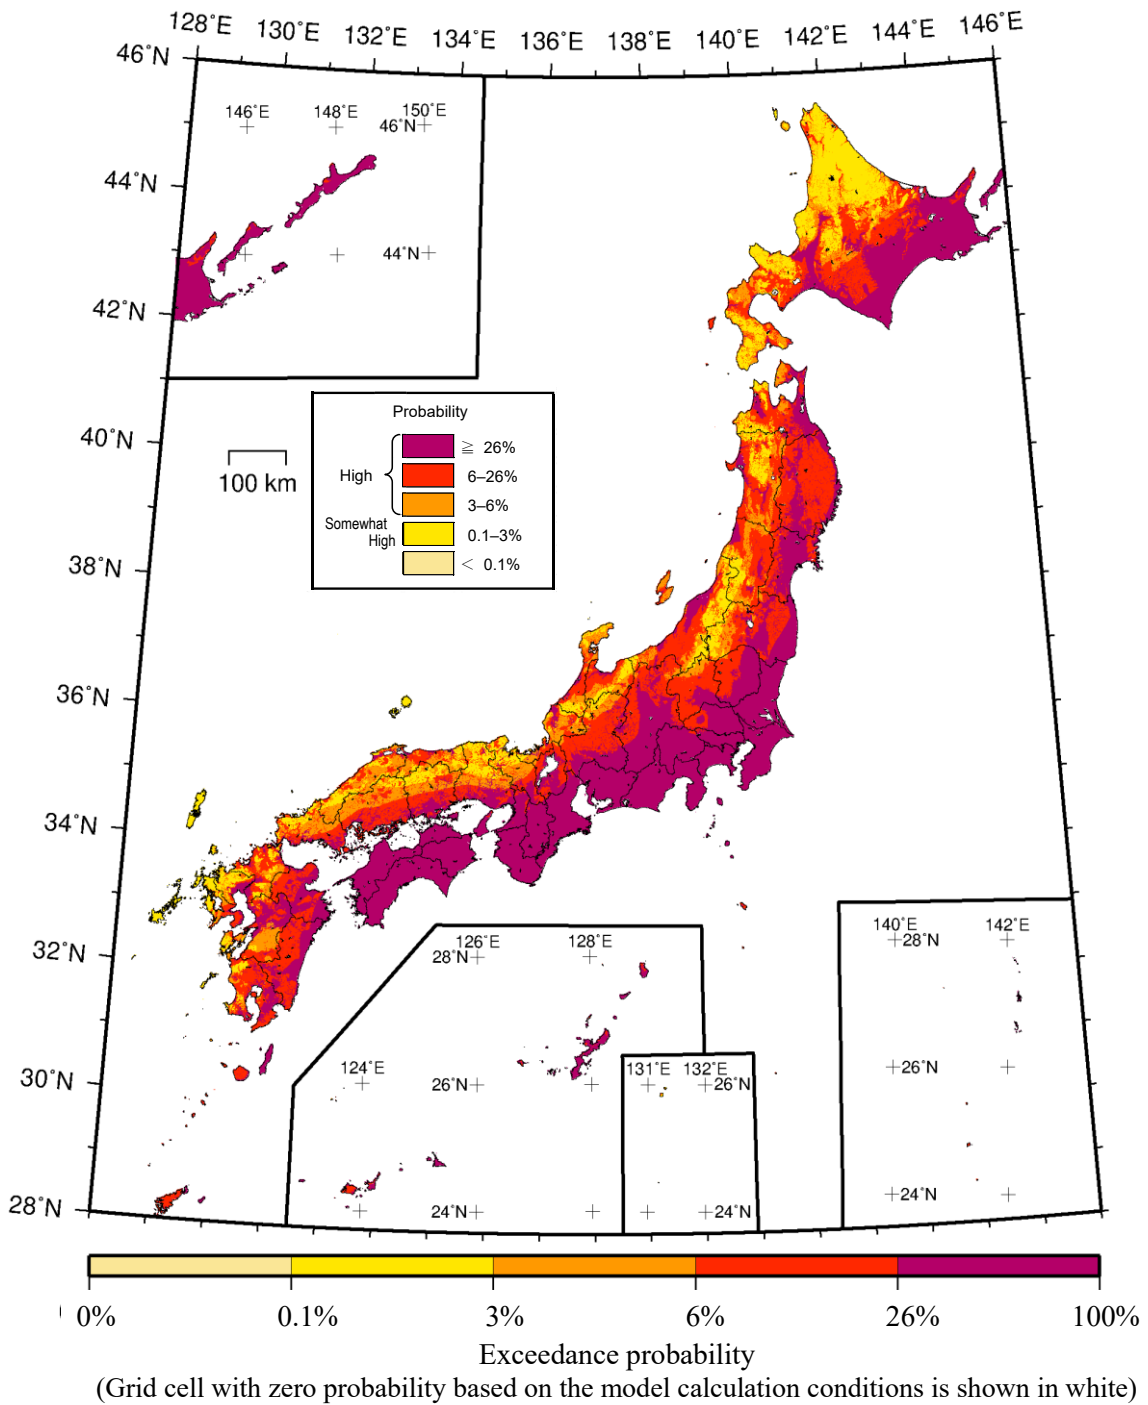 128°E 130°E 132°E 134°E 136°E 138°E 140°E 142°E 144°E 146°E
46°N
146°E 148°E 150°E
46°N
44°N
44°N
42°N
Probability
≧ 26%
High 6–26%
3–6%
Somewhat
High 0.1–3%
< 0.1%
40°N
100 km
38°N
36°N
34°N
32°N
126°E 128°E
28°N
140°E 142°E
28°N
30°N
124°E
26°N
131°E 132°E
26°N
26°N
28°N
24°N
24°N
24°N
0% 0.1% 3% 6% 26% 100%
Exceedance probability
(Grid cell with zero probability based on the model calculation conditions is shown in white)